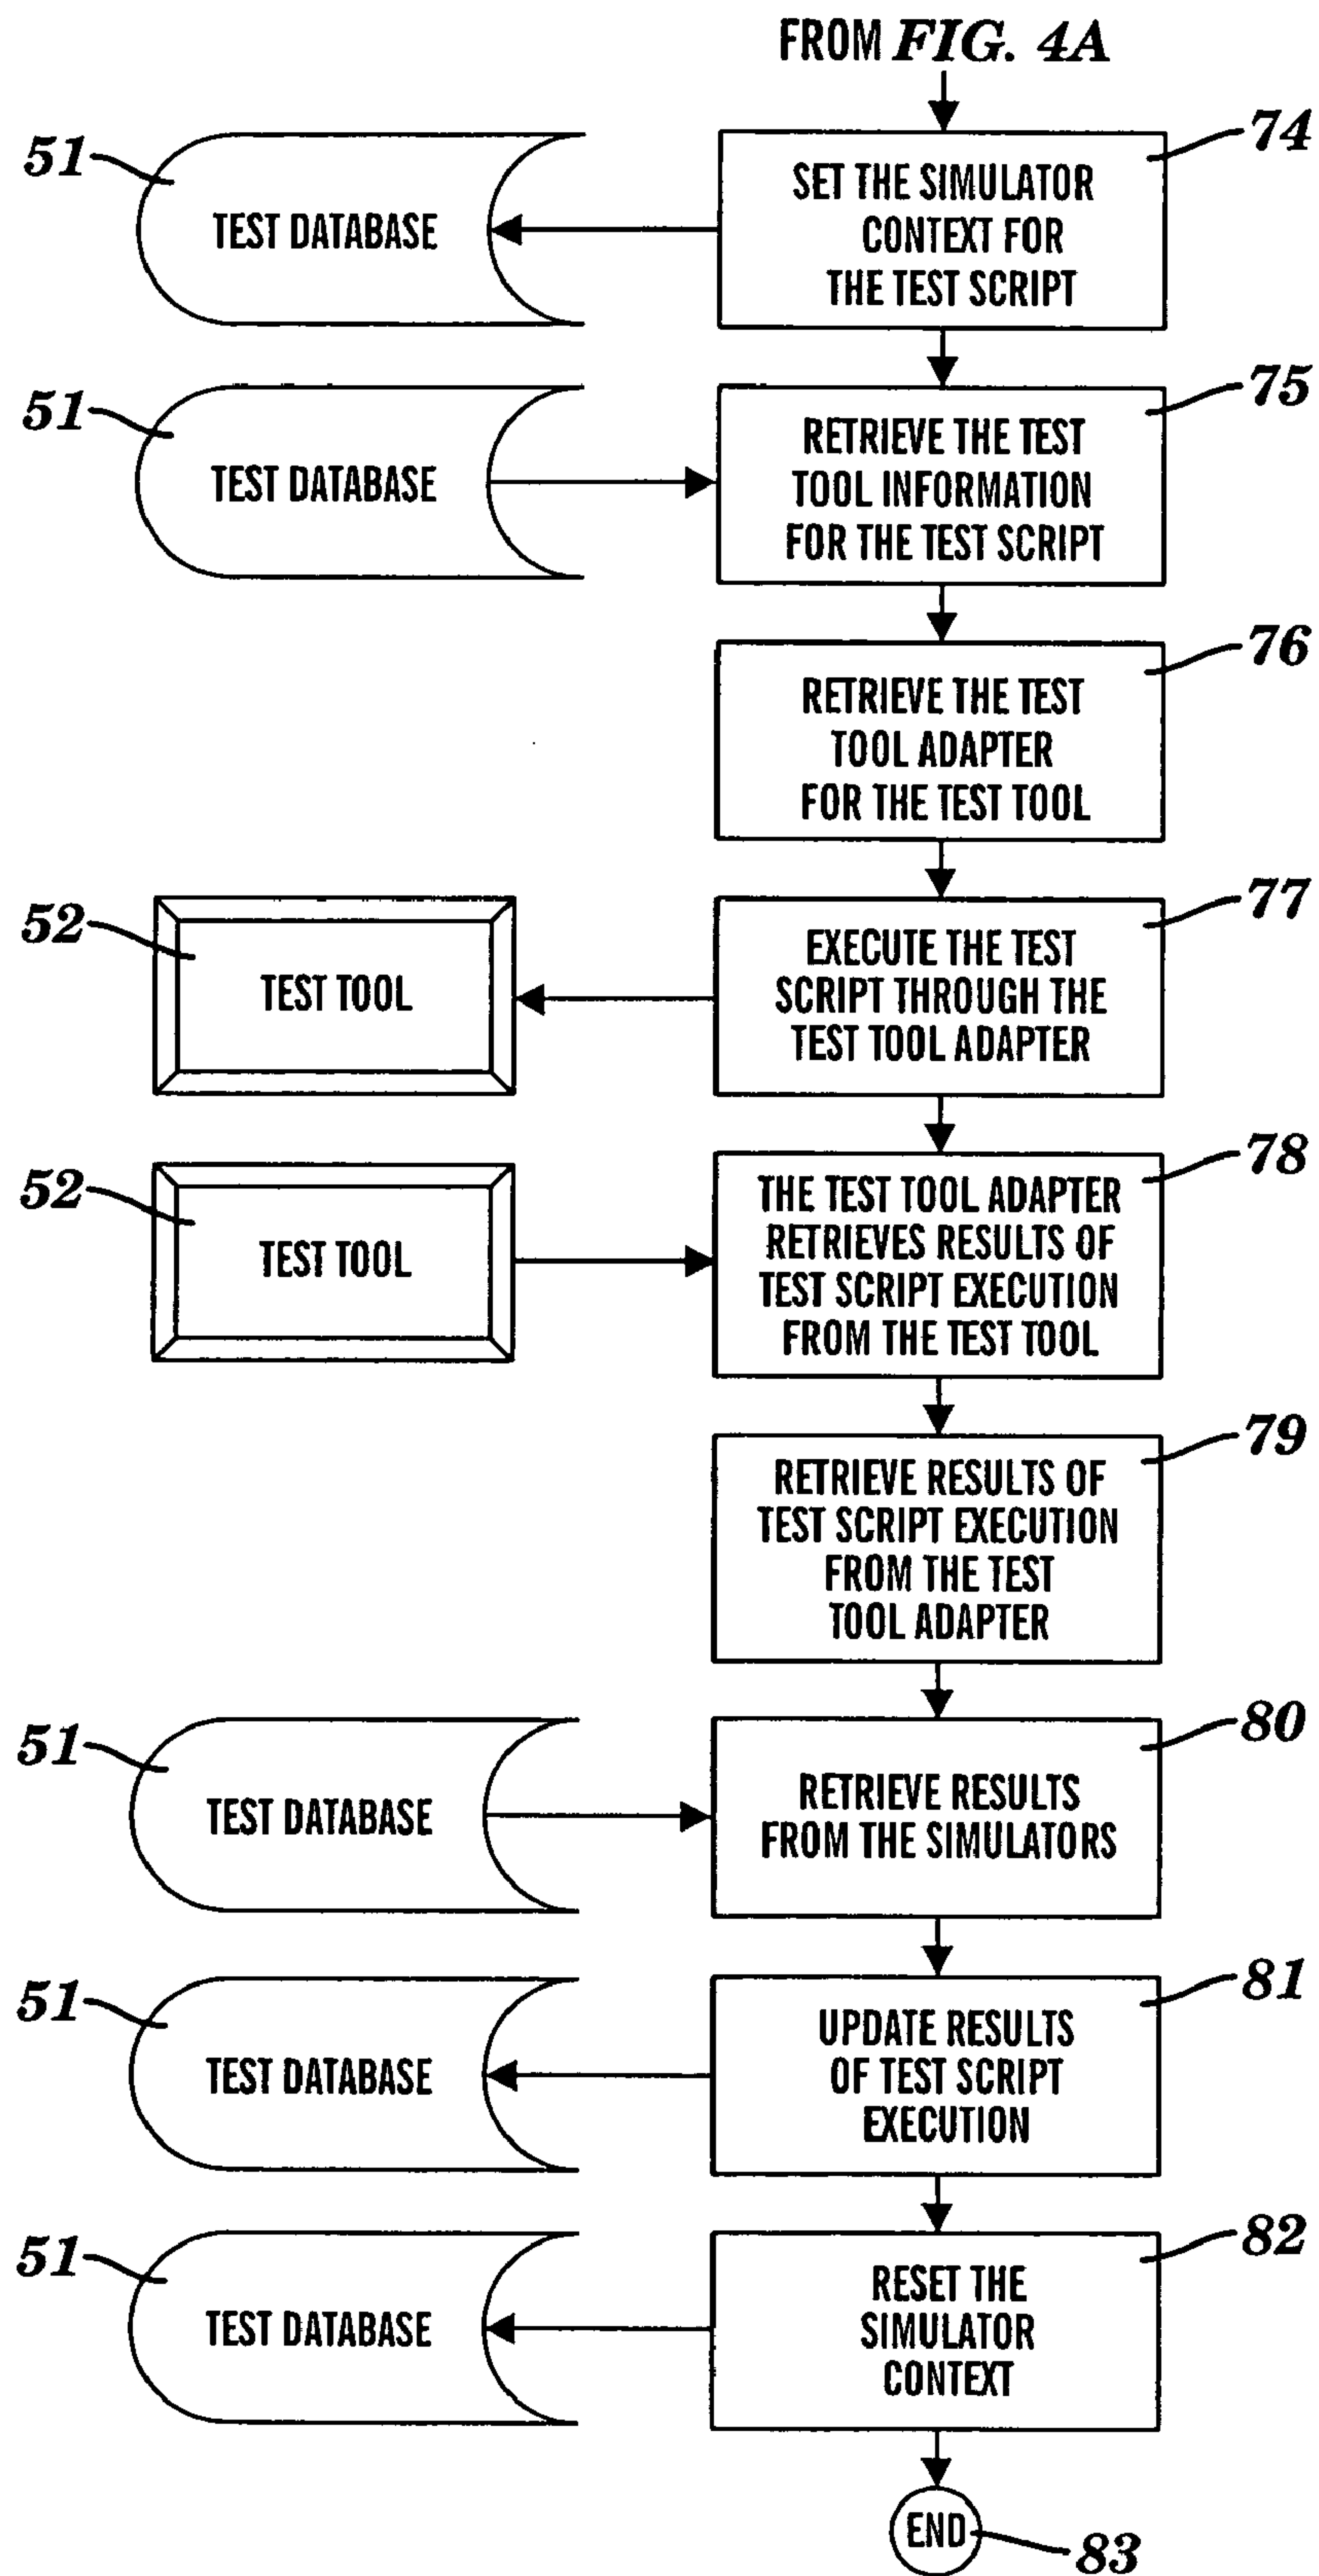 FROM FIG. 4A
74
51
SET THE SIMULATOR
CONTEXT FOR
THE TEST SCRIPT
TEST DATABASE
75
51
RETRIEVE THE TEST
TOOL INFORMATION
FOR THE TEST SCRIPT
TEST DATABASE
76
RETRIEVE THE TEST
TOOL ADAPTER
FOR THE TEST TOOL
77
52
EXECUTE THE TEST
SCRIPT THROUGH THE
TEST TOOL ADAPTER
TEST TOOL
78
52
THE TEST TOOL ADAPTER
RETRIEVES RESULTS OF
TEST SCRIPT EXECUTION
FROM THE TEST TOOL
TEST TOOL
79
RETRIEVE RESULTS OF
TEST SCRIPT EXECUTION
FROM THE TEST
TOOL ADAPTER
80
51
RETRIEVE RESULTS
FROM THE SIMULATORS
TEST DATABASE
81
51
UPDATE RESULTS
OF TEST SCRIPT
EXECUTION
TEST DATABASE
82
51
RESET THE
SIMULATOR
CONTEXT
TEST DATABASE
END
83